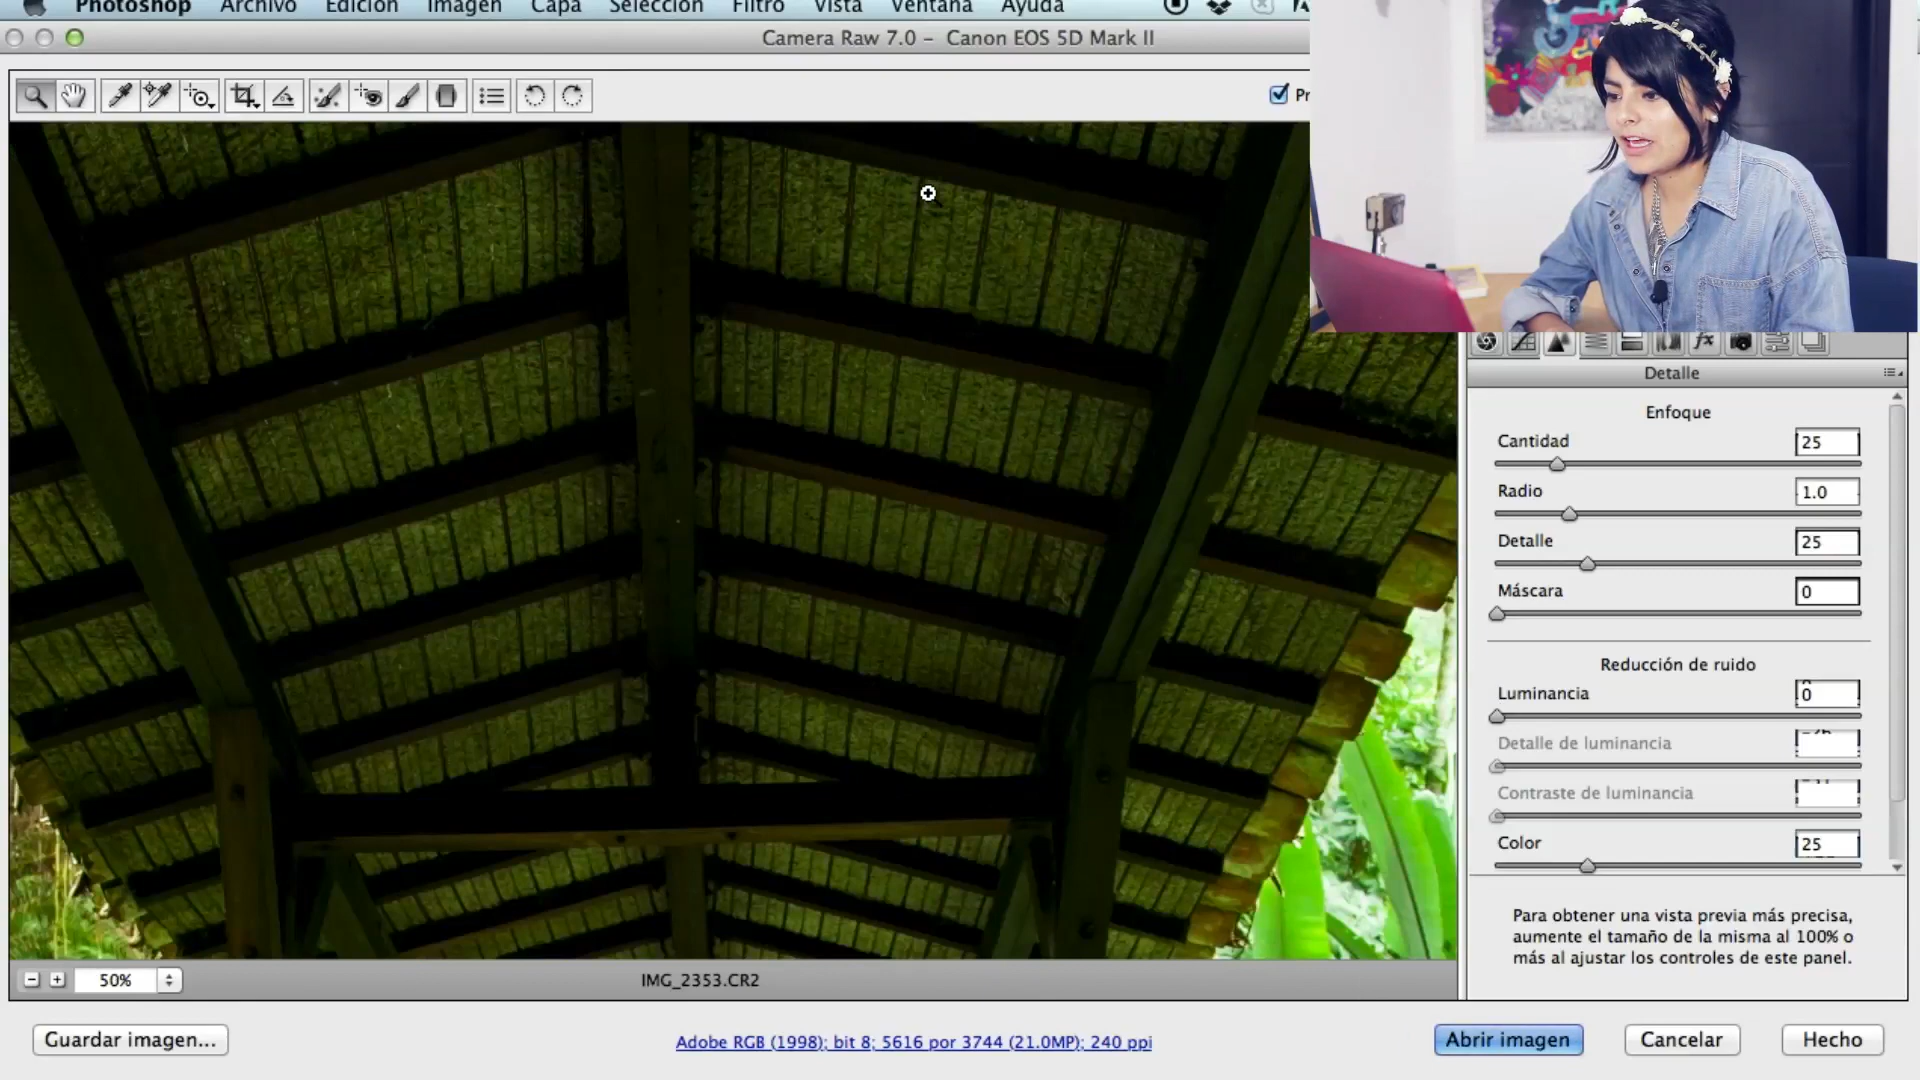 Photoshop Archivo Edición Imagen Capa Selección Filtro Vista Ventana Ayuda
Camera Raw 7.0 - Canon EOS 5D Mark II
Detalle
Enfoque
Cantidad 25
Radio 1.0
Detalle 25
Máscara 0
Reducción de ruido
Luminancia 0
Detalle de luminancia
Contraste de luminancia
Color 25
Para obtener una vista previa más precisa,
aumente el tamaño de la misma al 100% o
más al ajustar los controles de este panel.
50% IMG_2353.CR2
Guardar imagen... Adobe RGB (1998); bit 8; 5616 por 3744 (21.0MP); 240 ppi Abrir imagen Cancelar Hecho